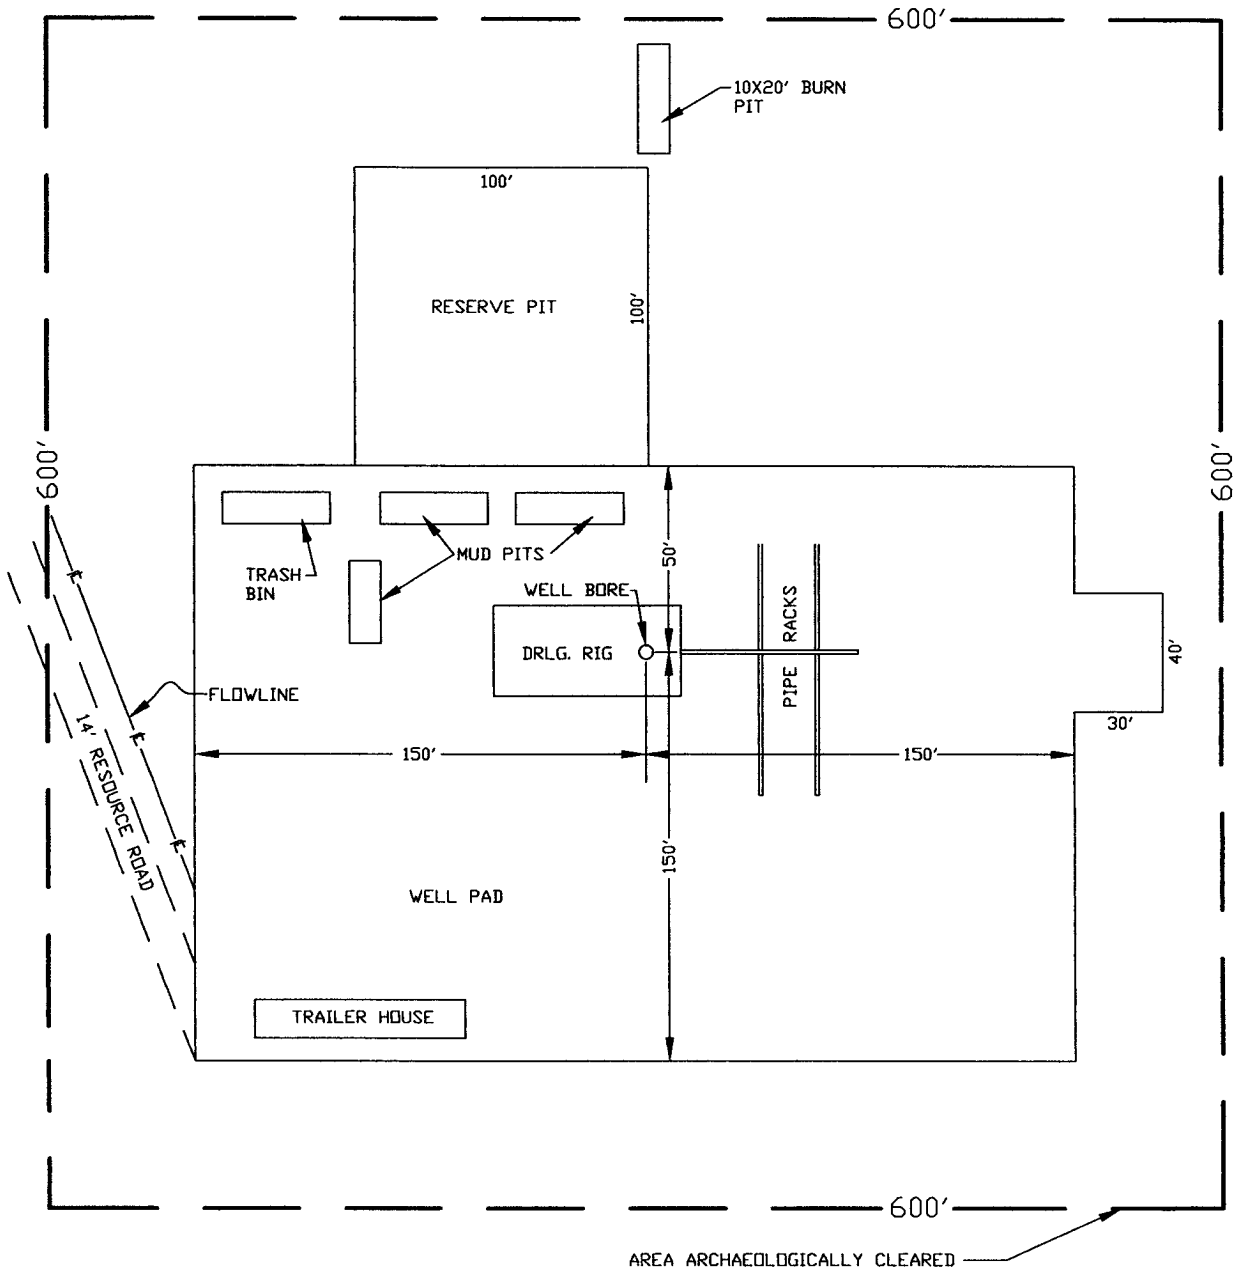 600'
10X20' BURN
PIT
100'
RESERVE PIT
100'
600'
600'
TRASH
BIN
MUD PITS
50'
WELL BORE
DRLG. RIG
PIPE RACKS
40'
30'
FLOWLINE
14' RESOURCE ROAD
150'
150'
150'
WELL PAD
TRAILER HOUSE
600'
AREA ARCHAEOLOGICALLY CLEARED